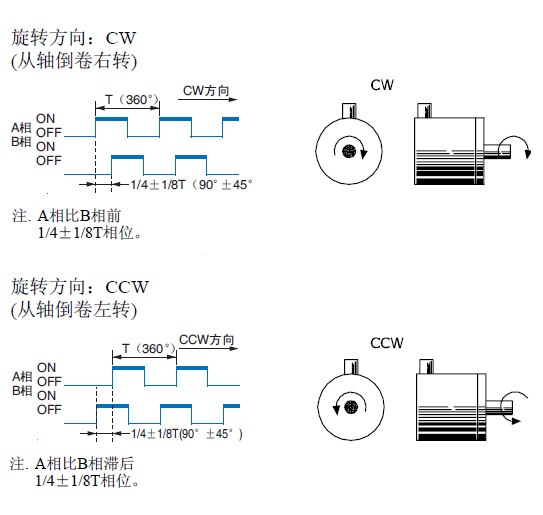 旋转方向：CW
(从轴倒卷右转)
CW
T（360°）
CW方向
A相 ON
OFF
B相 ON
OFF
1/4±1/8T（90°±45°
注. A相比B相前
1/4±1/8T相位。
旋转方向：CCW
(从轴倒卷左转)
CCW
T（360°）
CCW方向
A相 ON
OFF
B相 ON
OFF
1/4±1/8T(90°±45°)
注. A相比B相滞后
1/4±1/8T相位。